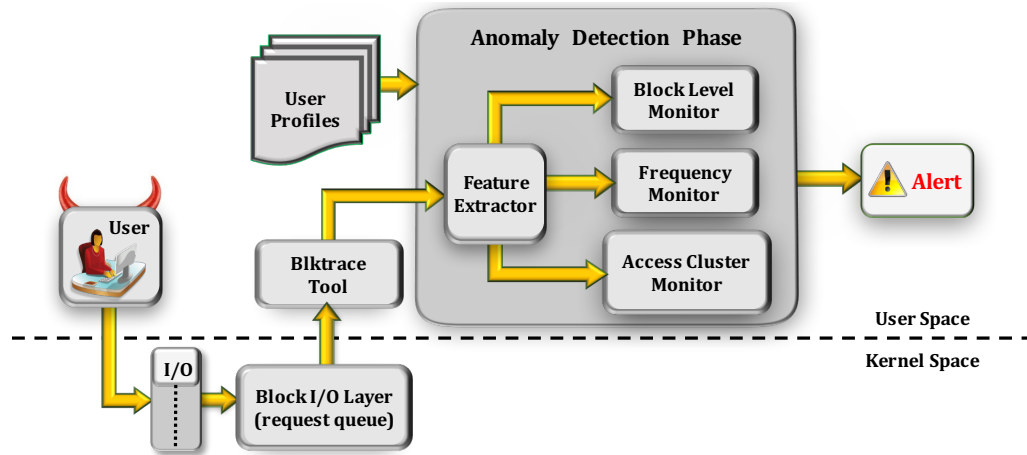 Anomaly Detection Phase
User
Profiles
Block Level
Monitor
Feature
Extractor
Frequency
Monitor
Alert
User
Blktrace
Tool
Access Cluster
Monitor
User Space
Kernel Space
I/O
Block I/O Layer
(request queue)